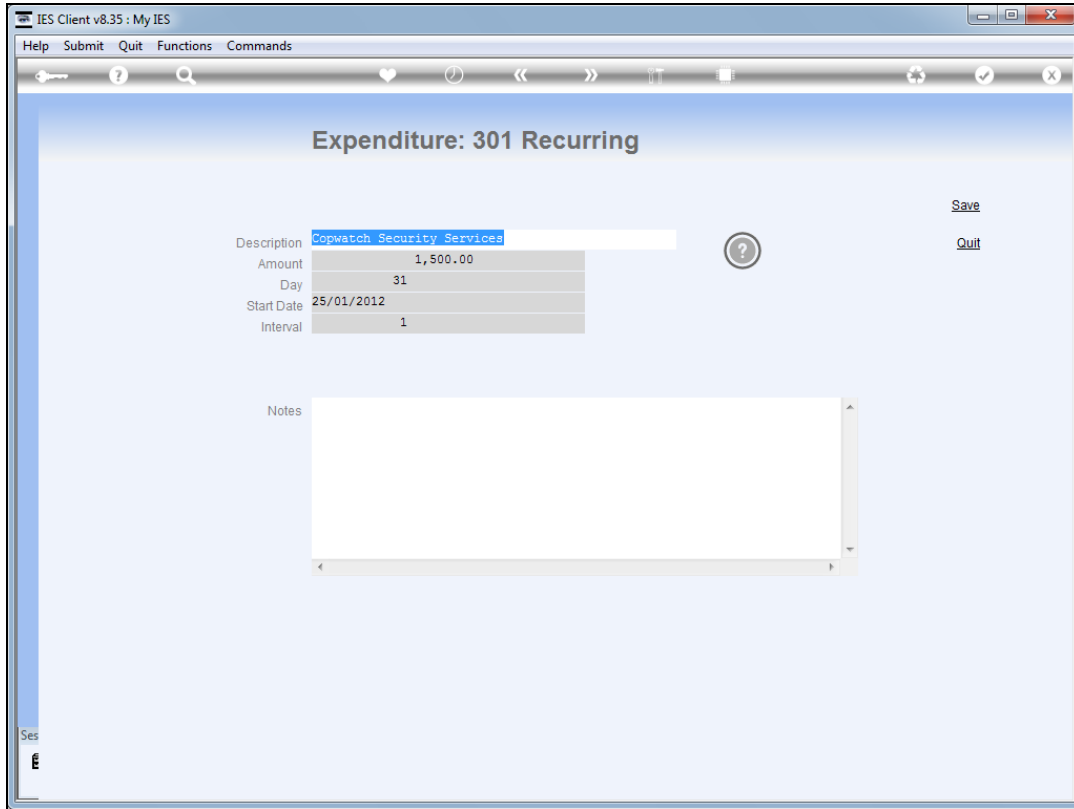 IES Client v8.35 : My IES
Help Submit Quit Functions Commands
Expenditure: 301 Recurring
Save
Description Copwatch Security Services
Quit
Amount 1,500.00
Day 31
Start Date 25/01/2012
Interval 1
Notes
Ses